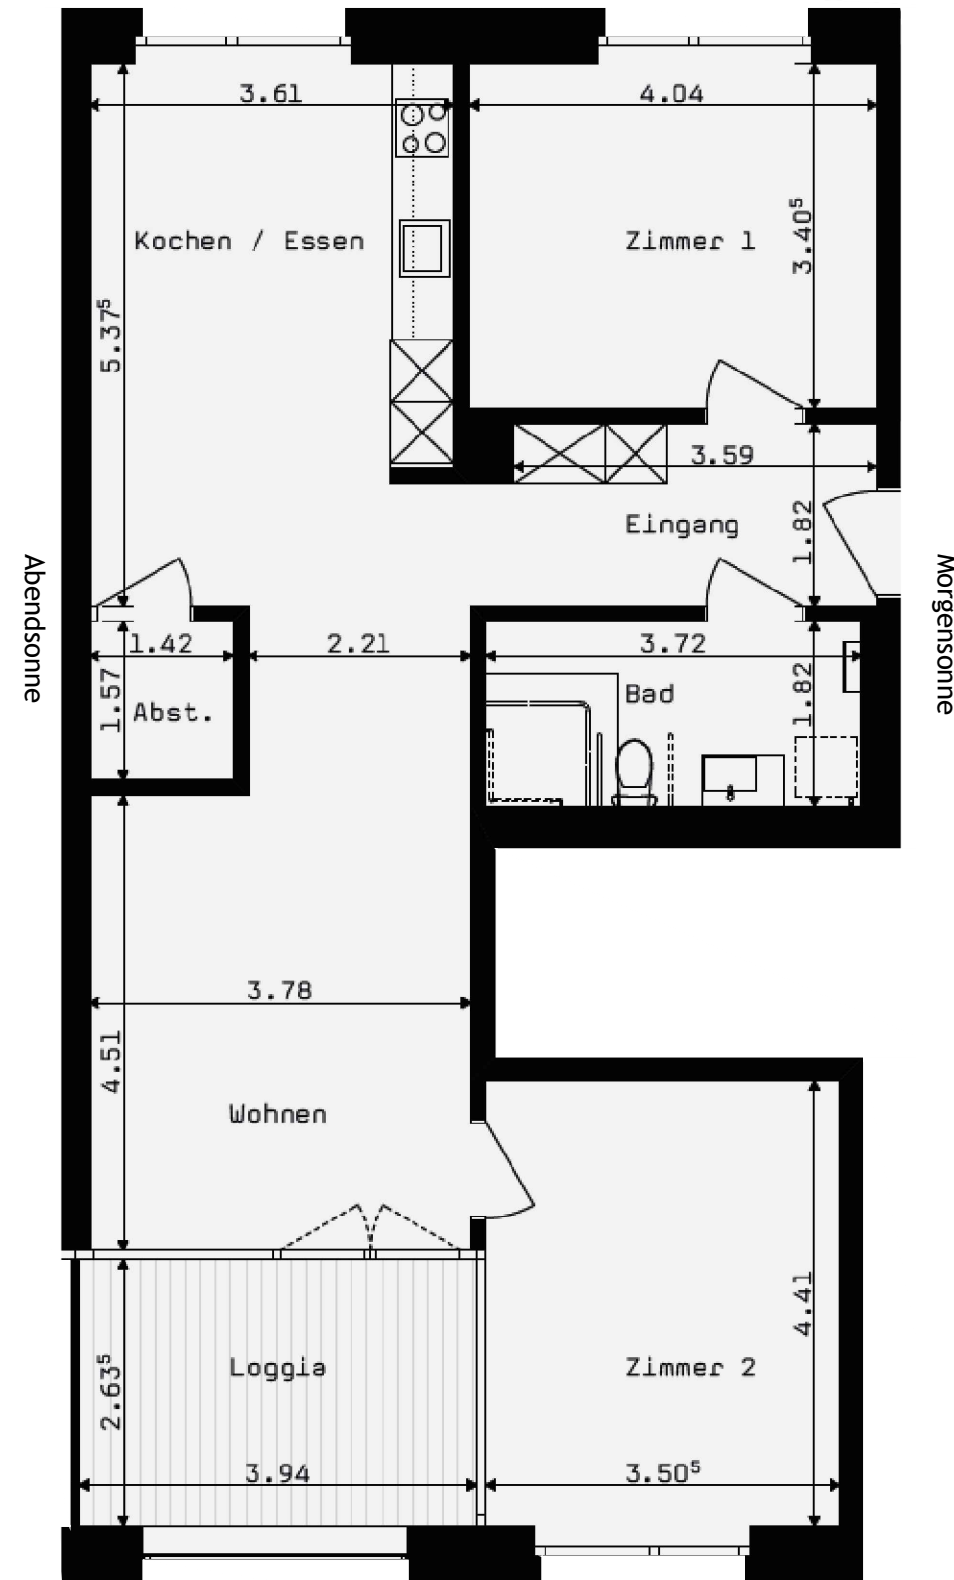 3.61
4.04
Kochen / Essen
Zimmer 1
3.40⁵
5.37⁵
3.59
Eingang
1.82
Abendsonne
Morgensonne
1.42
2.21
3.72
1.57
Abst.
Bad
1.82
3.78
4.51
Wohnen
4.41
Loggia
Zimmer 2
2.63⁵
3.94
3.50⁵